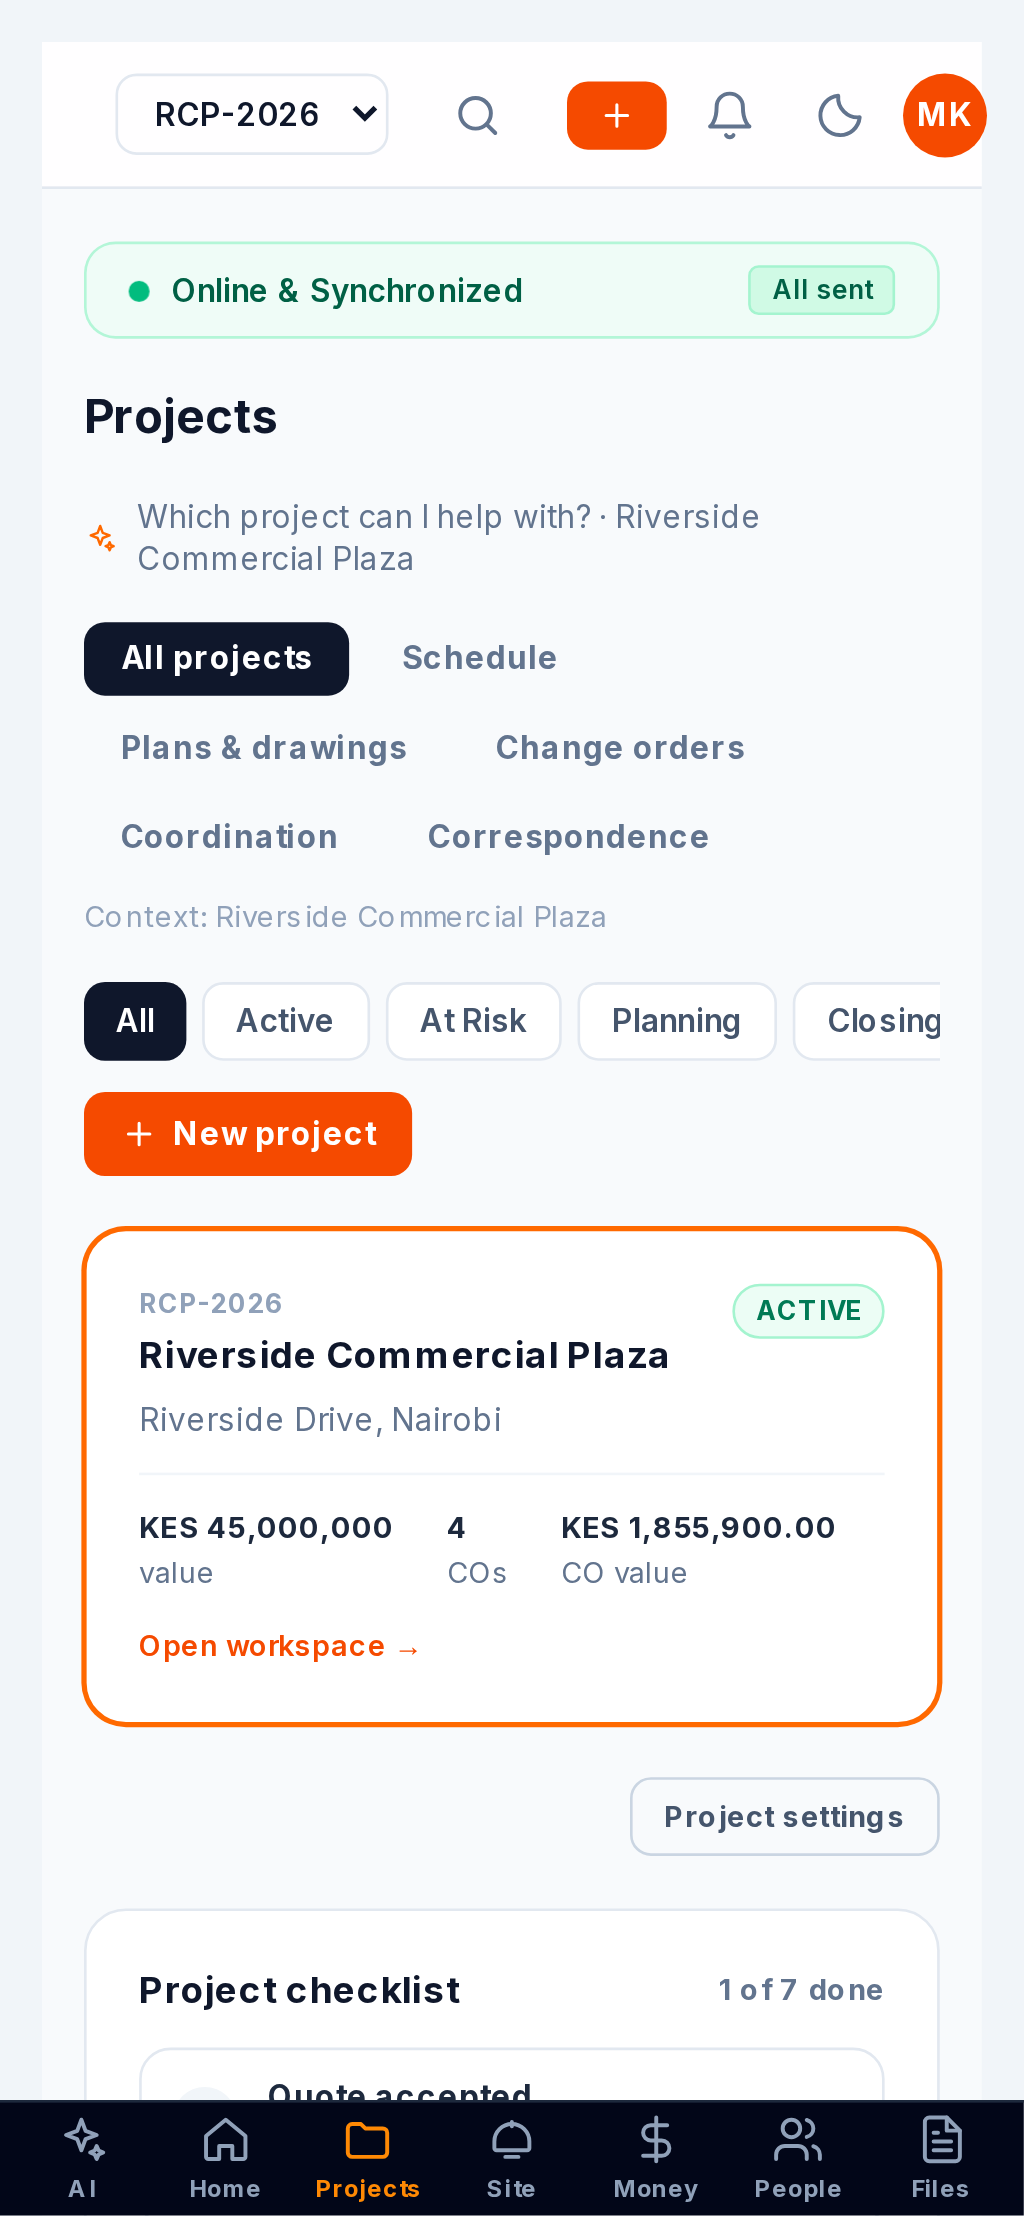 RCP-2026
MK
Online & Synchronized
All sent
Projects
Which project can I help with? · Riverside
Commercial Plaza
All projects
Schedule
Plans & drawings
Change orders
Coordination
Correspondence
Context: Riverside Commercial Plaza
All
Active
At Risk
Planning
Closing
+ New project
RCP-2026
ACTIVE
Riverside Commercial Plaza
Riverside Drive, Nairobi
KES 45,000,000
4
KES 1,855,900.00
value
COs
CO value
Open workspace →
Project settings
Project checklist
1 of 7 done
Quote accepted
AI
Home
Projects
Site
Money
People
Files